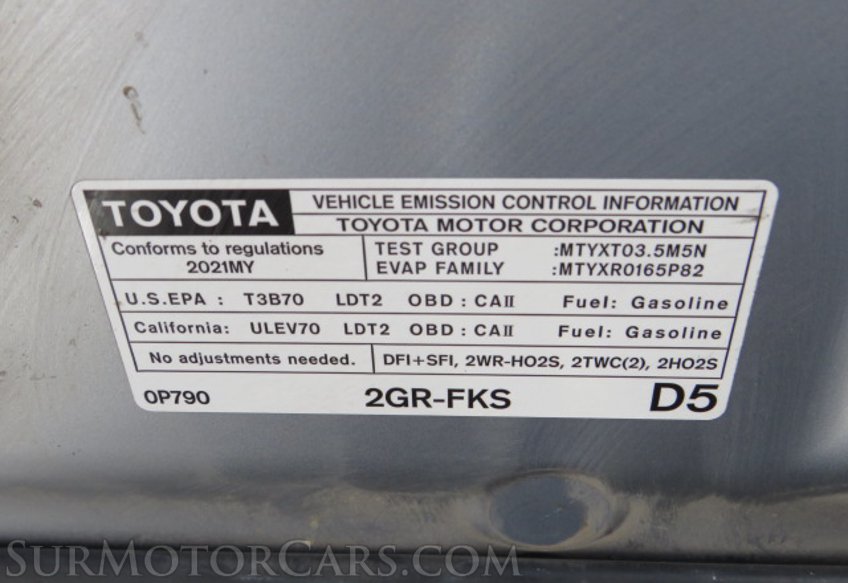 TOYOTA
VEHICLE EMISSION CONTROL INFORMATION
TOYOTA MOTOR CORPORATION
Conforms to regulations
2021MY
TEST GROUP :MTYXT03.5M5N
EVAP FAMILY :MTYXR0165P82
U.S.EPA : T3B70 LDT2 OBD : CAII Fuel: Gasoline
California: ULEV70 LDT2 OBD : CAII Fuel: Gasoline
No adjustments needed. DFI+SFI, 2WR-HO2S, 2TWC(2), 2HO2S
0P790 2GR-FKS D5
SurMotorCars.com